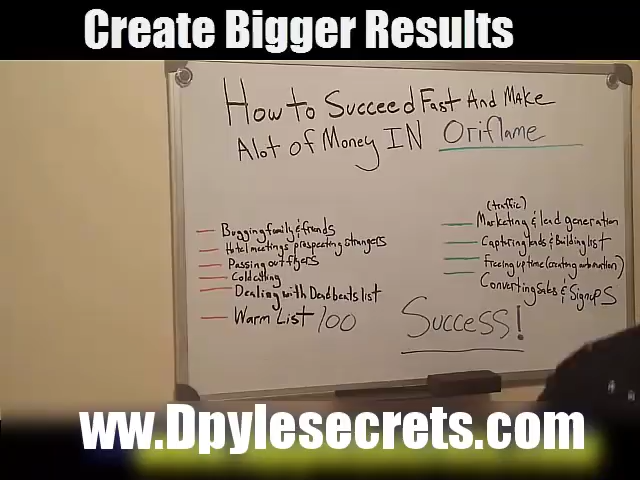 Create Bigger Results
How to Succeed Fast And Make
Alot of Money IN Oriflame
Bugging family & friends
Hotel meetings prospecting strangers
Passing out flyers
Cold calling
Dealing with Deadbeats list
Warm List 100
(traffic)
Marketing & lead generation
Capturing leads & Building list
Freeing up time (creating automation)
Converting Sales & SignUPS
Success!
ww.Dpylesecrets.com